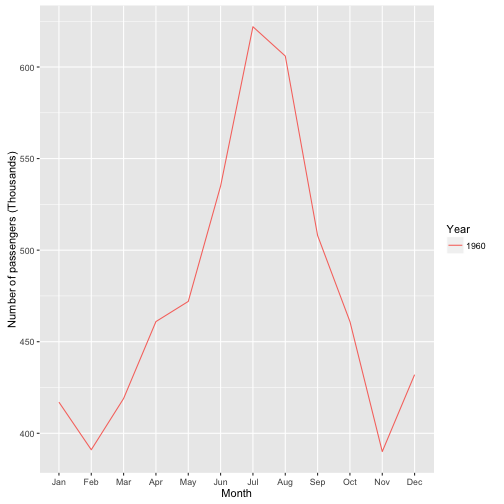 600
550
500
450
400
Number of passengers (Thousands)
Jan Feb Mar Apr May Jun Jul Aug Sep Oct Nov Dec
Month
Year
1960